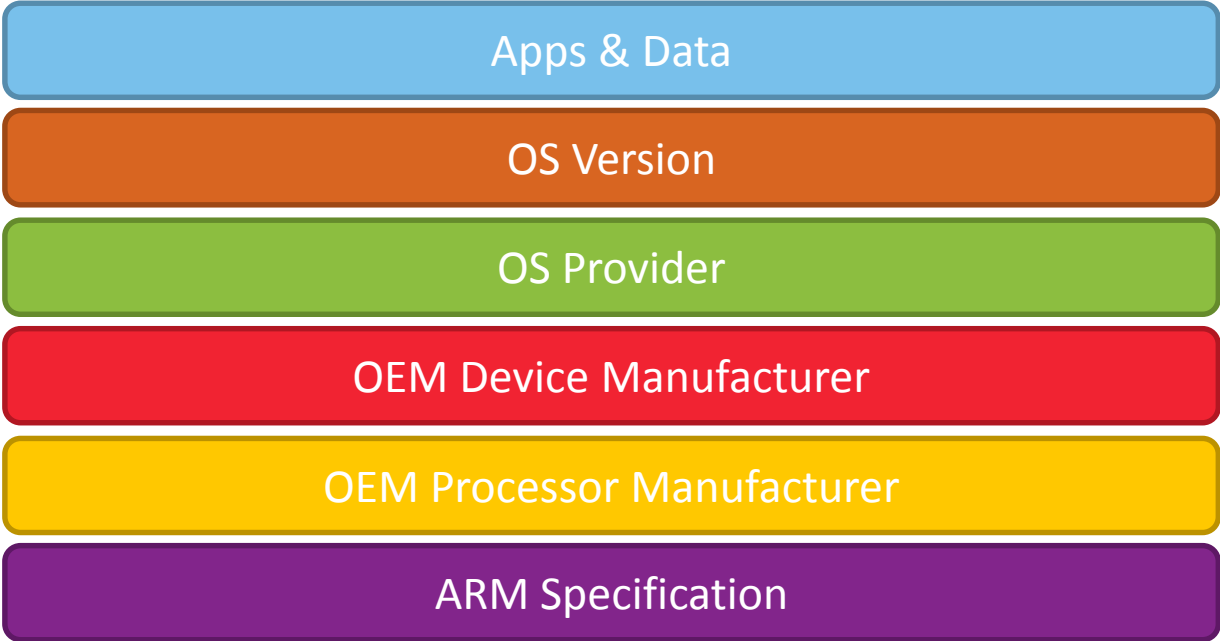 Apps & Data
OS Version
OS Provider
OEM Device Manufacturer
OEM Processor Manufacturer
ARM Specification